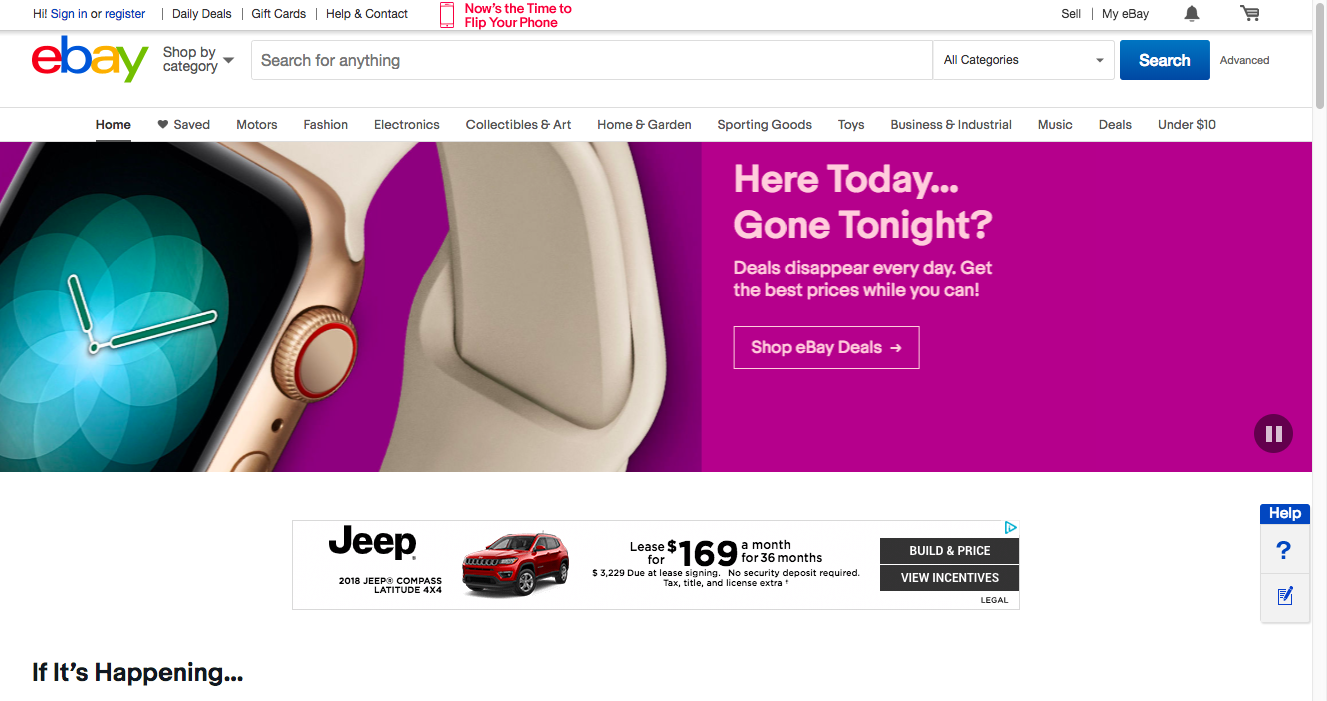 Hi! Sign in or register
Daily Deals
Gift Cards
Help & Contact
Now's the Time to
Flip Your Phone
Sell
My eBay
ebay
Shop by
category
Search for anything
All Categories
Search
Advanced
Home
Saved
Motors
Fashion
Electronics
Collectibles & Art
Home & Garden
Sporting Goods
Toys
Business & Industrial
Music
Deals
Under $10
Here Today...
Gone Tonight?
Deals disappear every day. Get
the best prices while you can!
Shop eBay Deals →
Help
?
Jeep
2018 JEEP® COMPASS
LATITUDE 4X4
Lease for $169 a month for 36 months
$ 3,229 Due at lease signing. No security deposit required.
Tax, title, and license extra †
BUILD & PRICE
VIEW INCENTIVES
LEGAL
If It's Happening...